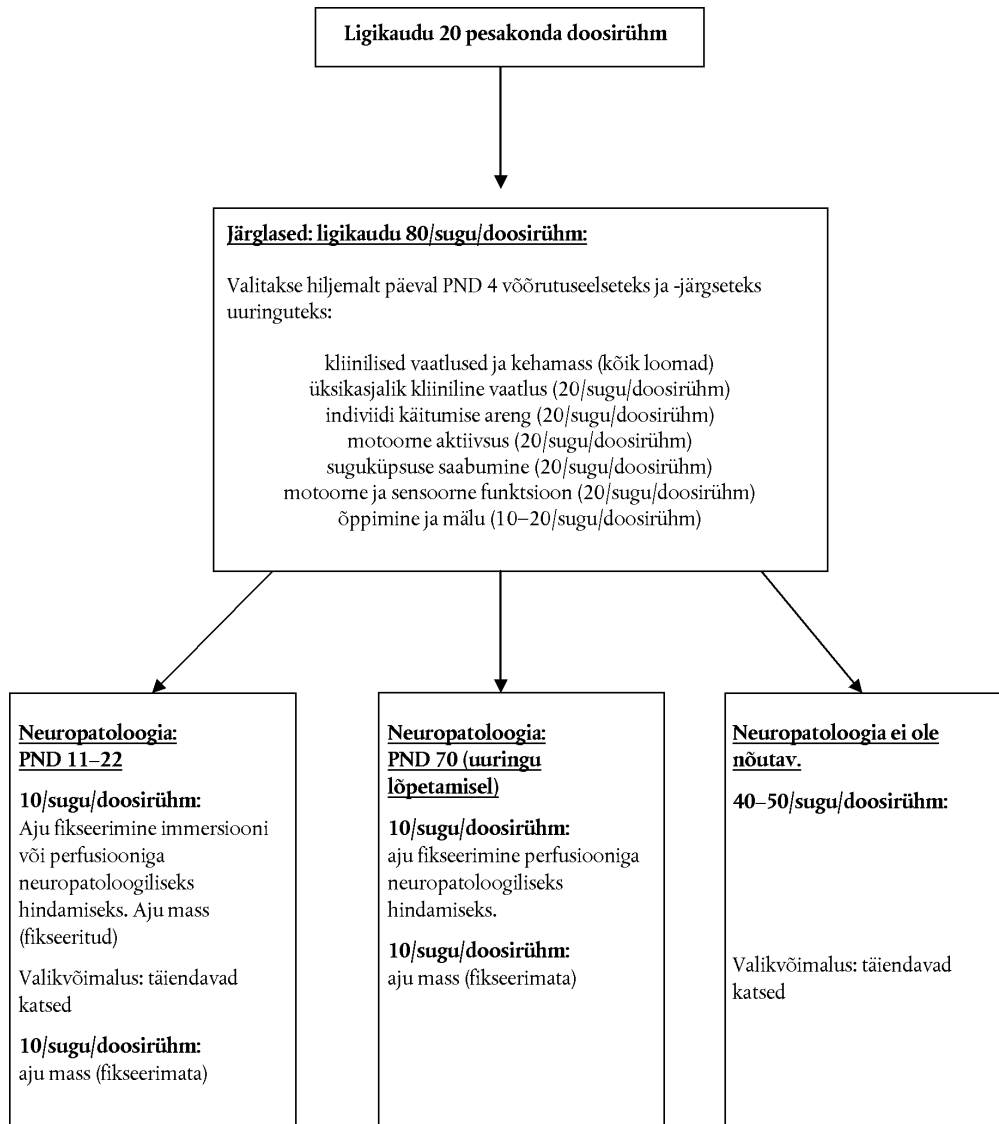 Ligikaudu 20 pesakonda doosirühm
Järglased: ligikaudu 80/sugu/doosirühm:
Valitakse hiljemalt päeval PND 4 võõrutuseelseteks ja -järgseteks
uuringuteks:
kliinilised vaatlused ja kehamass (kõik loomad)
üksikasjalik kliiniline vaatlus (20/sugu/doosirühm)
indiviidi käitumise areng (20/sugu/doosirühm)
motoorne aktiivsus (20/sugu/doosirühm)
suguküpsuse saabumine (20/sugu/doosirühm)
motoorne ja sensoorne funktsioon (20/sugu/doosirühm)
õppimine ja mälu (10–20/sugu/doosirühm)
Neuropatoloogia:
PND 11–22
10/sugu/doosirühm:
Aju fikseerimine immersiooni
või perfusiooniga
neuropatoloogiliseks
hindamiseks. Aju mass
(fikseeritud)
Valikvõimalus: täiendavad
katsed
10/sugu/doosirühm:
aju mass (fikseerimata)
Neuropatoloogia:
PND 70 (uuringu
lõpetamisel)
10/sugu/doosirühm:
aju fikseerimine perfusiooniga
neuropatoloogiliseks
hindamiseks.
10/sugu/doosirühm:
aju mass (fikseerimata)
Neuropatoloogia ei ole
nõutav.
40–50/sugu/doosirühm:
Valikvõimalus: täiendavad
katsed